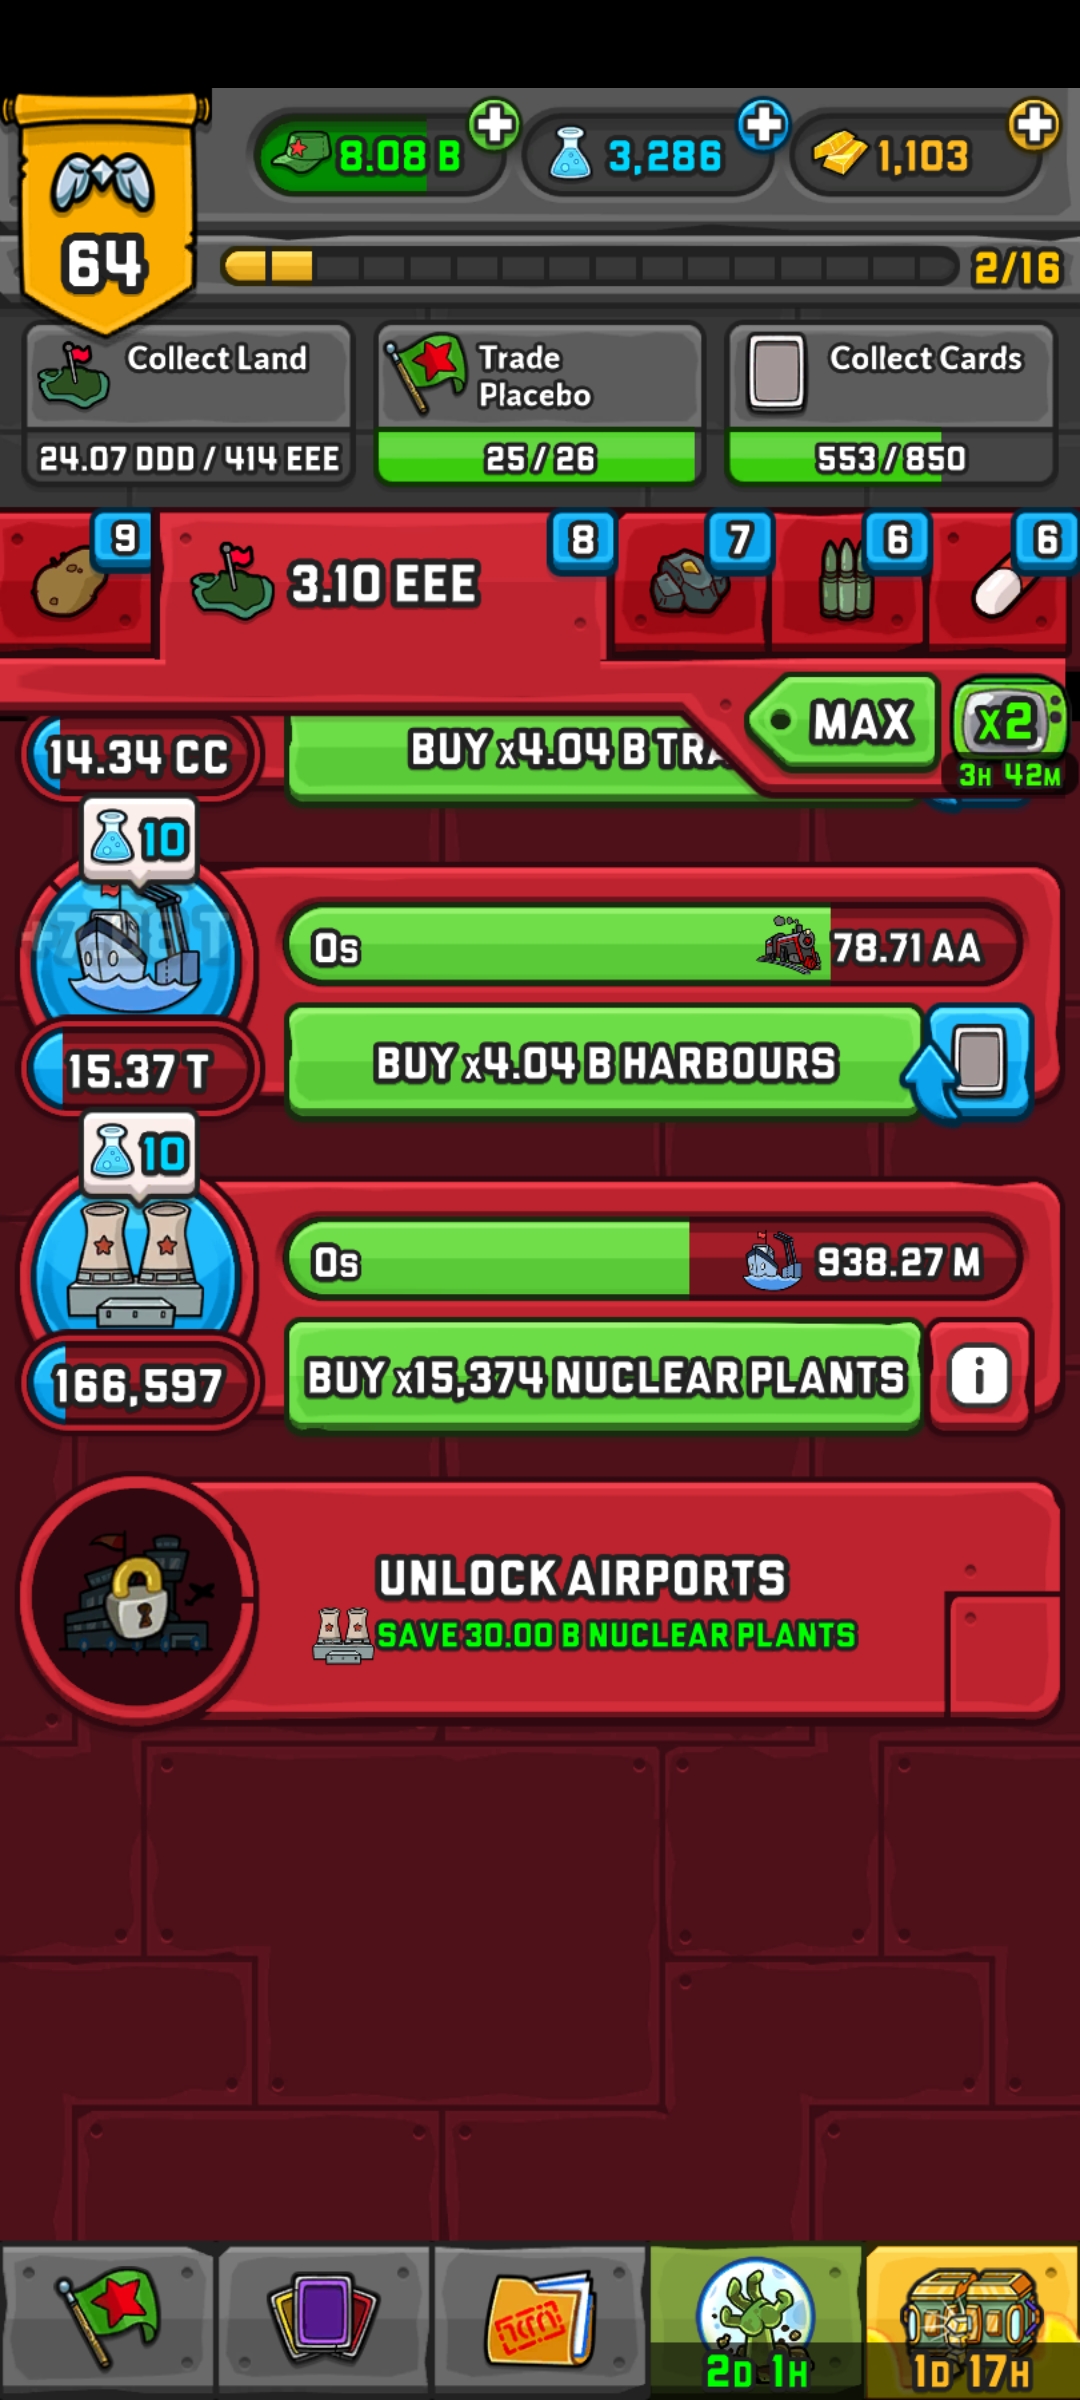 8.08 B
3,286
1,103
64
2/16
Collect Land
24.07 DDD / 414 EEE
Trade
Placebo
25 / 26
Collect Cards
553 / 850
9
3.10 EEE
8
7
6
6
MAX
x2
3H 42M
14.34 CC
BUY x4.04 B TRA
10
0s
78.71 AA
15.37 T
BUY x4.04 B HARBOURS
10
0s
938.27 M
166,597
BUY x15,374 NUCLEAR PLANTS
i
UNLOCK AIRPORTS
SAVE 30.00 B NUCLEAR PLANTS
2D 1H
1D 17H